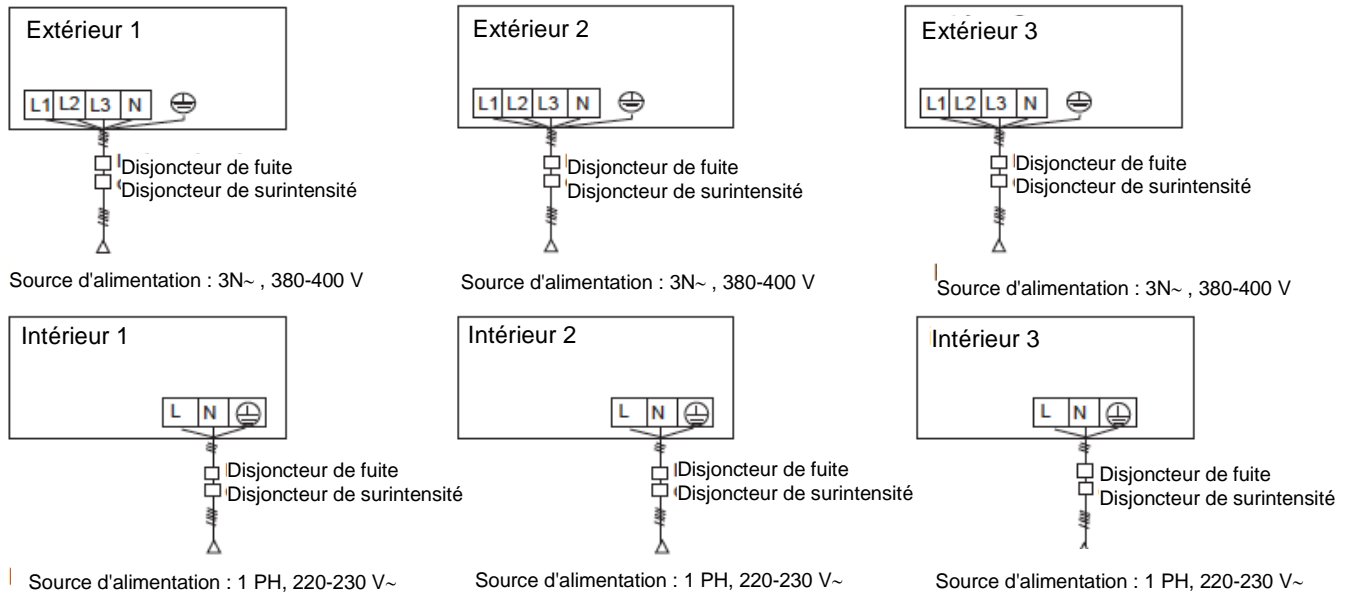 Extérieur 1
L1 L2 L3 N
Disjoncteur de fuite
Disjoncteur de surintensité
Source d'alimentation : 3N~ , 380-400 V
Extérieur 2
L1 L2 L3 N
Disjoncteur de fuite
Disjoncteur de surintensité
Source d'alimentation : 3N~ , 380-400 V
Extérieur 3
L1 L2 L3 N
Disjoncteur de fuite
Disjoncteur de surintensité
Source d'alimentation : 3N~ , 380-400 V
Intérieur 1
L N
Disjoncteur de fuite
Disjoncteur de surintensité
Source d'alimentation : 1 PH, 220-230 V~
Intérieur 2
L N
Disjoncteur de fuite
Disjoncteur de surintensité
Source d'alimentation : 1 PH, 220-230 V~
Intérieur 3
L N
Disjoncteur de fuite
Disjoncteur de surintensité
Source d'alimentation : 1 PH, 220-230 V~